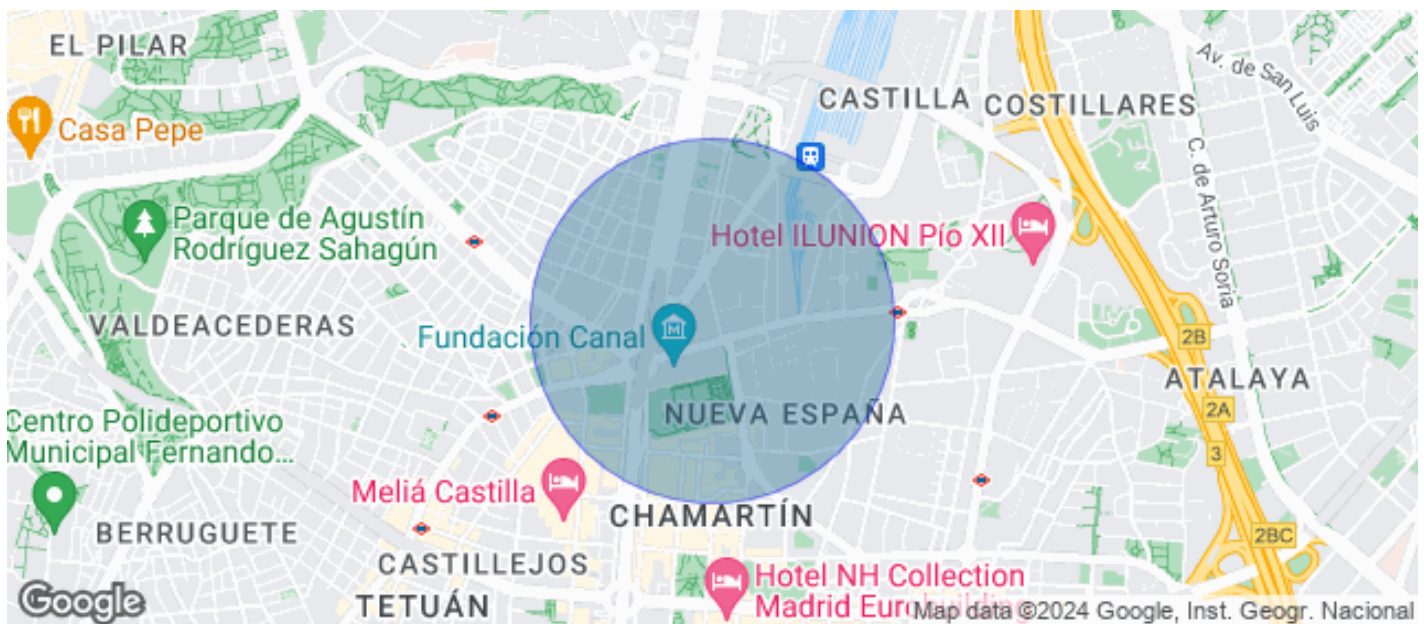 EL PILAR
Casa Pepe
CASTILLA
COSTILLARES
Av. de San Luis
C. de Arturo Soria
Parque de Agustín
Rodríguez Sahagún
Hotel ILUNION Pío XII
VALDEACEDERAS
Fundación Canal
M
2B
ATALAYA
2A
3
NUEVA ESPAÑA
Centro Polideportivo
Municipal Fernando...
Meliá Castilla
CHAMARTÍN
BERRUGUETE
2BC
CASTILLEJOS
TETUÁN
Hotel NH Collection
Madrid Eurobuilding
Google
Map data ©2024 Google, Inst. Geogr. Nacional